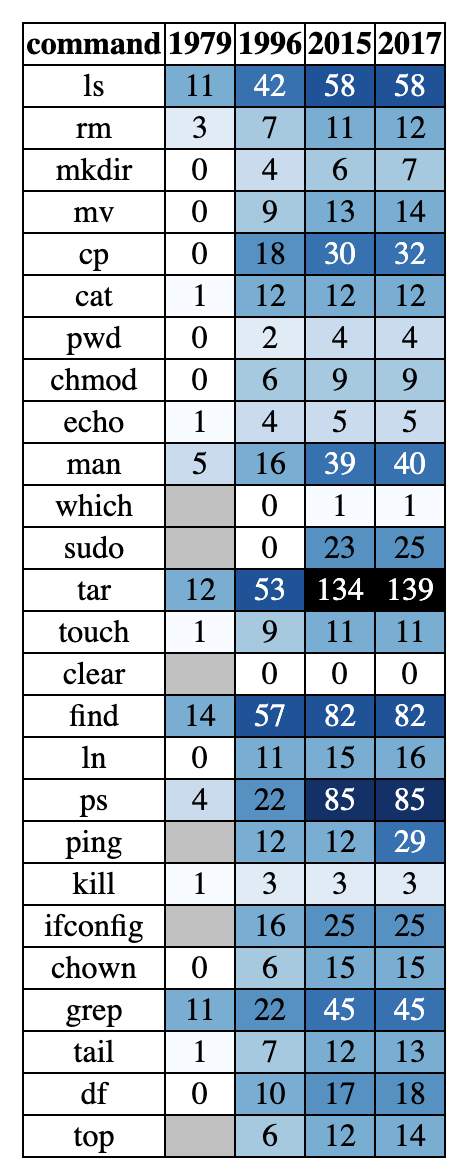 command 1979 1996 2015 2017
ls 11 42 58 58
rm 3 7 11 12
mkdir 0 4 6 7
mv 0 9 13 14
cp 0 18 30 32
cat 1 12 12 12
pwd 0 2 4 4
chmod 0 6 9 9
echo 1 4 5 5
man 5 16 39 40
which 0 1 1
sudo 0 23 25
tar 12 53 134 139
touch 1 9 11 11
clear 0 0 0
find 14 57 82 82
ln 0 11 15 16
ps 4 22 85 85
ping 12 12 29
kill 1 3 3 3
ifconfig 16 25 25
chown 0 6 15 15
grep 11 22 45 45
tail 1 7 12 13
df 0 10 17 18
top 6 12 14